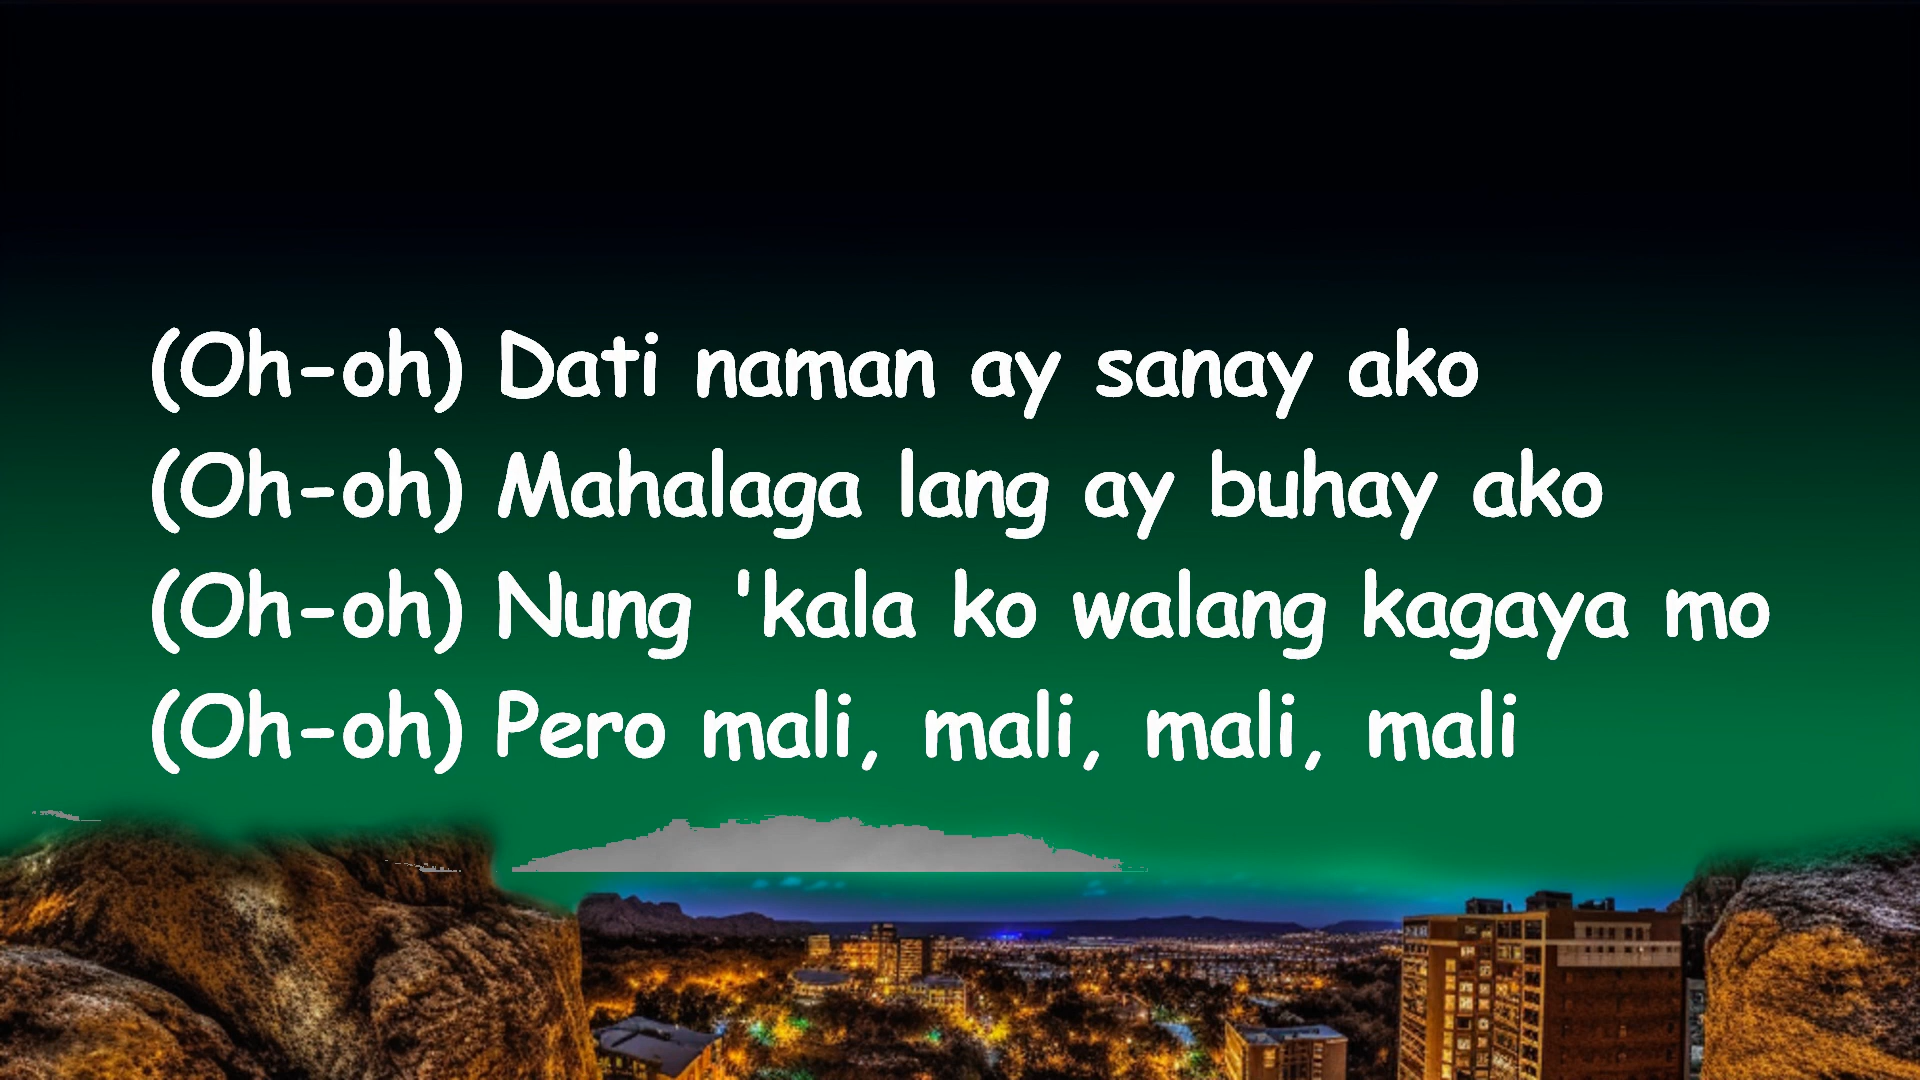 (Oh-oh) Dati naman ay sanay ako
(Oh-oh) Mahalaga lang ay buhay ako
(Oh-oh) Nung 'kala ko walang kagaya mo
(Oh-oh) Pero mali, mali, mali, mali